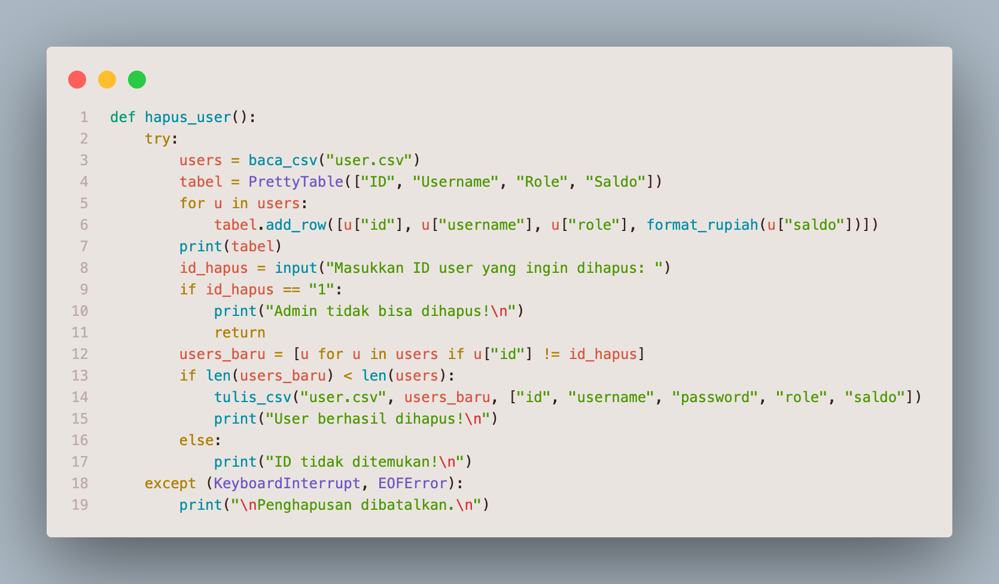 1 def hapus_user():
2     try:
3         users = baca_csv("user.csv")
4         tabel = PrettyTable(["ID", "Username", "Role", "Saldo"])
5         for u in users:
6             tabel.add_row([u["id"], u["username"], u["role"], format_rupiah(u["saldo"])])
7         print(tabel)
8         id_hapus = input("Masukkan ID user yang ingin dihapus: ")
9         if id_hapus == "1":
10             print("Admin tidak bisa dihapus!\n")
11             return
12         users_baru = [u for u in users if u["id"] != id_hapus]
13         if len(users_baru) < len(users):
14             tulis_csv("user.csv", users_baru, ["id", "username", "password", "role", "saldo"])
15             print("User berhasil dihapus!\n")
16         else:
17             print("ID tidak ditemukan!\n")
18     except (KeyboardInterrupt, EOFError):
19         print("\nPenghapusan dibatalkan.\n")